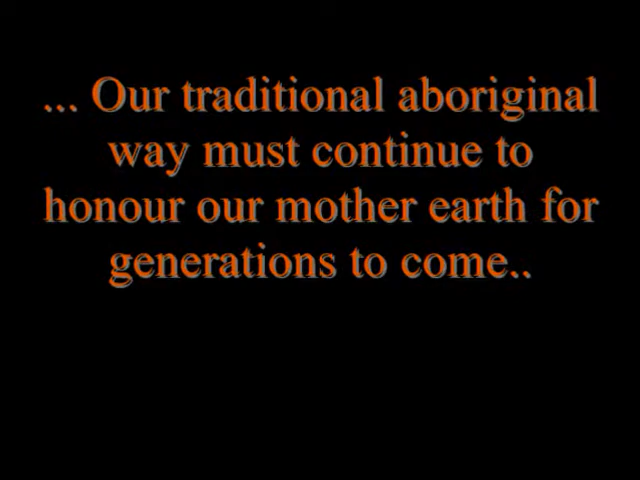 ... Our traditional aboriginal
way must continue to
honour our mother earth for
generations to come..